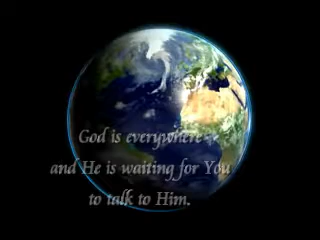 God is everywhere
and He is waiting for You
to talk to Him.